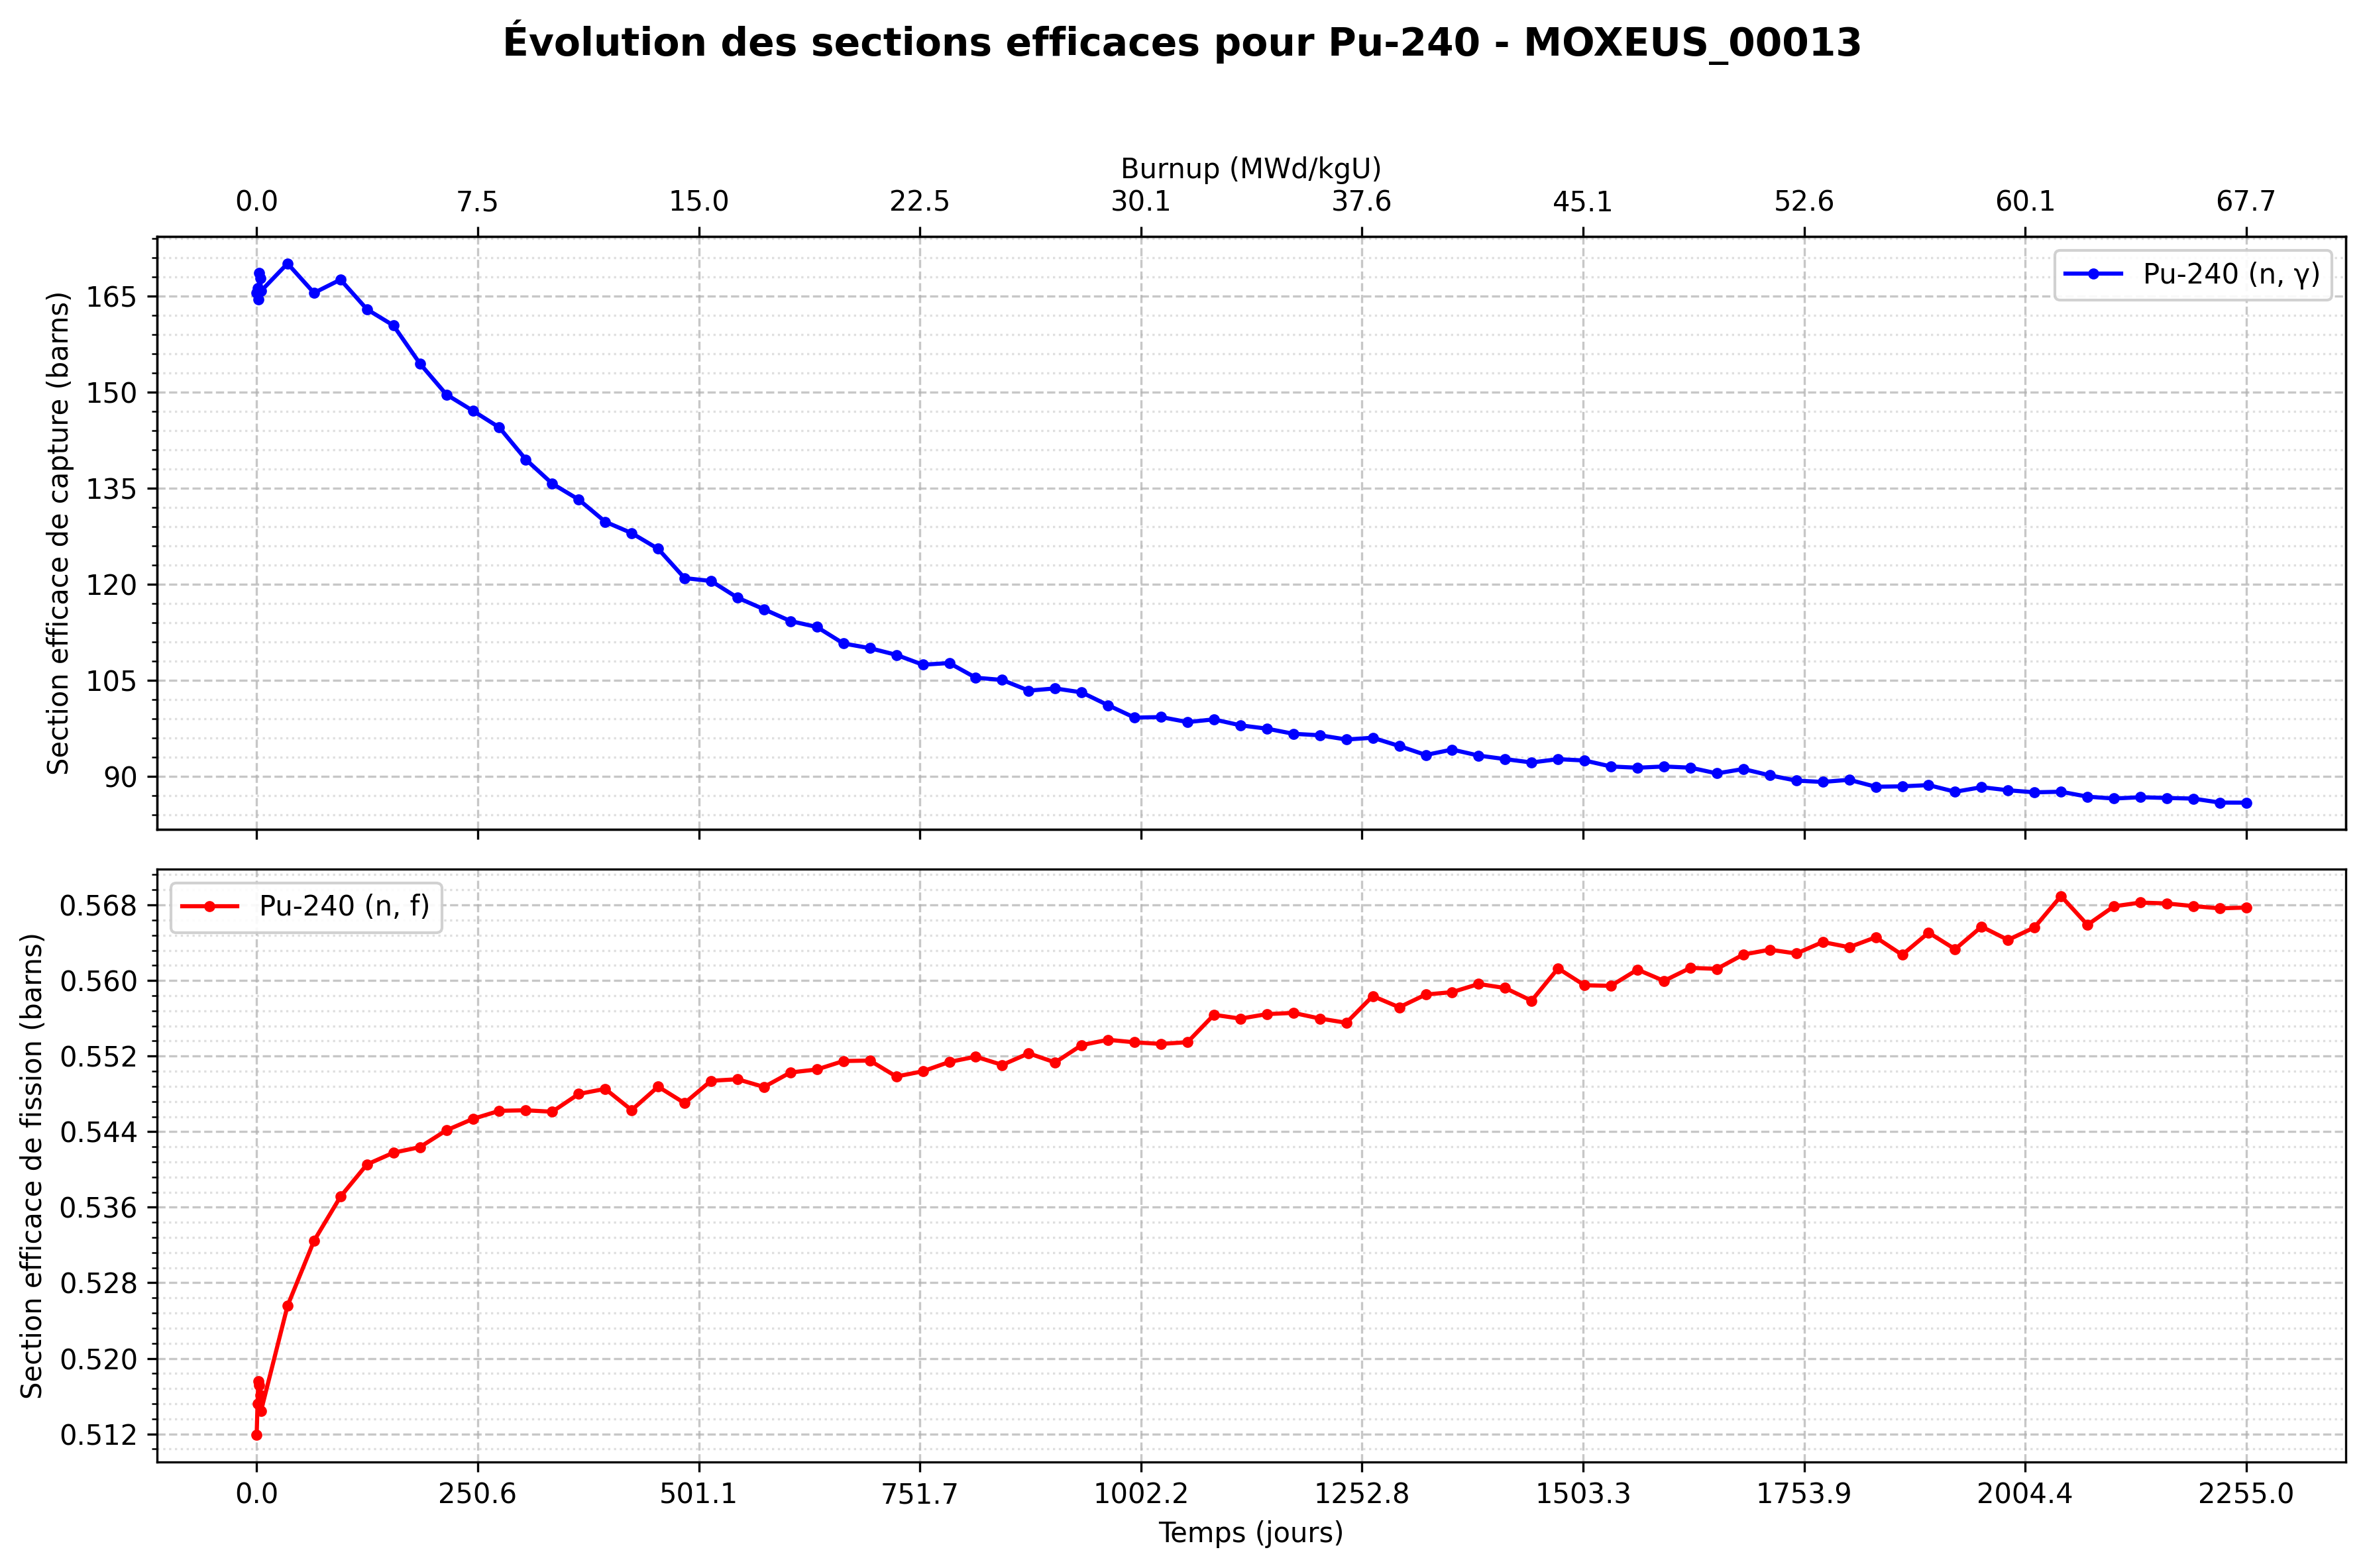 Évolution des sections efficaces pour Pu-240 - MOXEUS_00013
Burnup (MWd/kgU)
0.0 7.5 15.0 22.5 30.1 37.6 45.1 52.6 60.1 67.7
Section efficace de capture (barns)
165
150
135
120
105
90
Pu-240 (n, γ)
Section efficace de fission (barns)
0.568
0.560
0.552
0.544
0.536
0.528
0.520
0.512
Pu-240 (n, f)
0.0 250.6 501.1 751.7 1002.2 1252.8 1503.3 1753.9 2004.4 2255.0
Temps (jours)